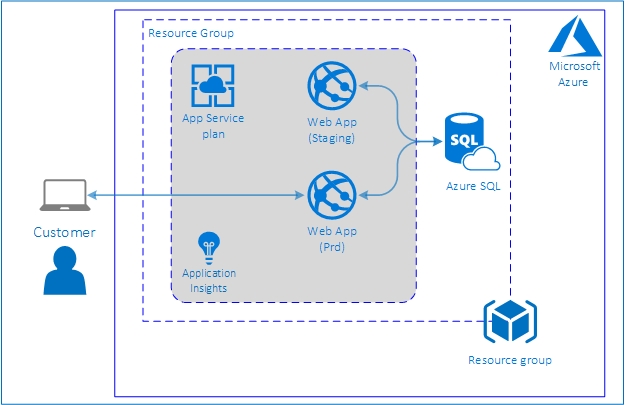 Resource Group
Microsoft
Azure
App Service
plan
Web App
(Staging)
SQL
Azure SQL
Customer
Web App
(Prd)
Application
Insights
Resource group